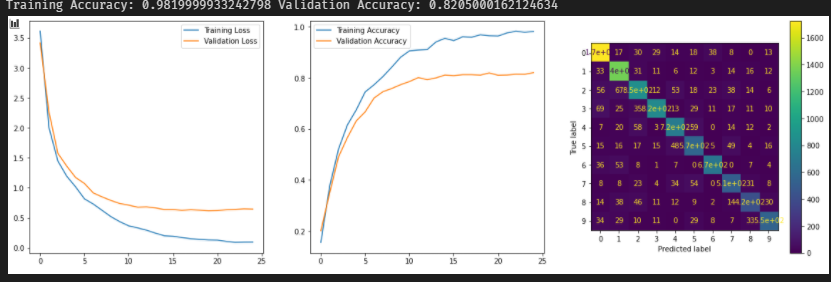 Training Accuracy: 0.9819999933242798 Validation Accuracy: 0.8205000162124634
Training Loss
Validation Loss
3.5
3.0
2.5
2.0
1.5
1.0
0.5
0.0
0 5 10 15 20 25
Training Accuracy
Validation Accuracy
1.0
0.8
0.6
0.4
0.2
0 5 10 15 20 25
True label
0 17 30 29 14 18 38 8 0 13
1 33 31 11 6 12 3 14 16 12
2 56 53 18 23 38 14 6
3 69 25 29 11 17 11 10
4 7 20 58 0 14 12 2
5 15 16 17 15 49 4 16
6 36 53 8 1 7 0 7 4
7 8 8 23 4 34 54 8
8 14 38 46 11 12 9 2
9 34 29 10 11 0 29 8 7
0 1 2 3 4 5 6 7 8 9
Predicted label
1600
1400
1200
1000
800
600
400
200
0